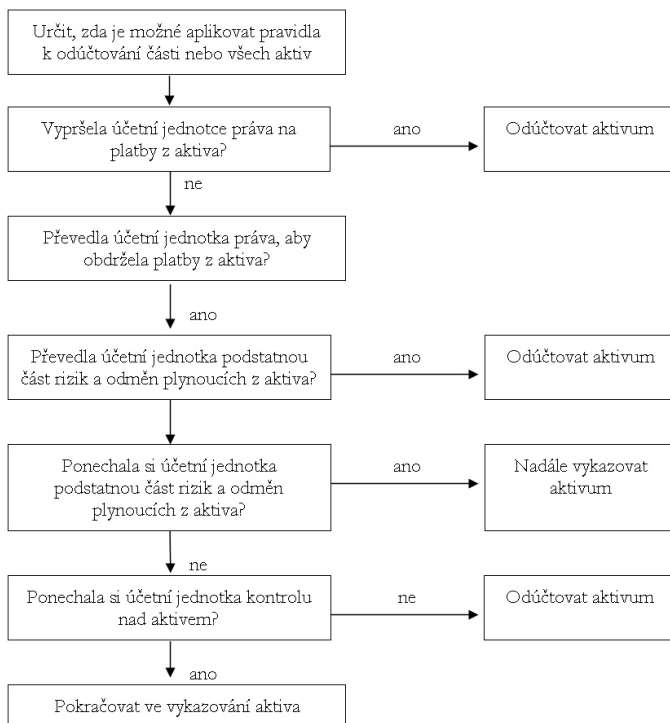 Určit, zda je možné aplikovat pravidla
k odúčtování části nebo všech aktiv
Vypršela účetní jednotce práva na
platby z aktiva?
ano
Odúčtovat aktivum
ne
Převedla účetní jednotka práva, aby
obdržela platby z aktiva?
ano
Převedla účetní jednotka podstatnou
část rizik a odměn plynoucích z aktiva?
ano
Odúčtovat aktivum
Ponechala si účetní jednotka
podstatnou část rizik a odměn
plynoucích z aktiva?
ano
Nadále vykazovat
aktivum
ne
Ponechala si účetní jednotka kontrolu
nad aktivem?
ne
Odúčtovat aktivum
ano
Pokračovat ve vykazování aktiva